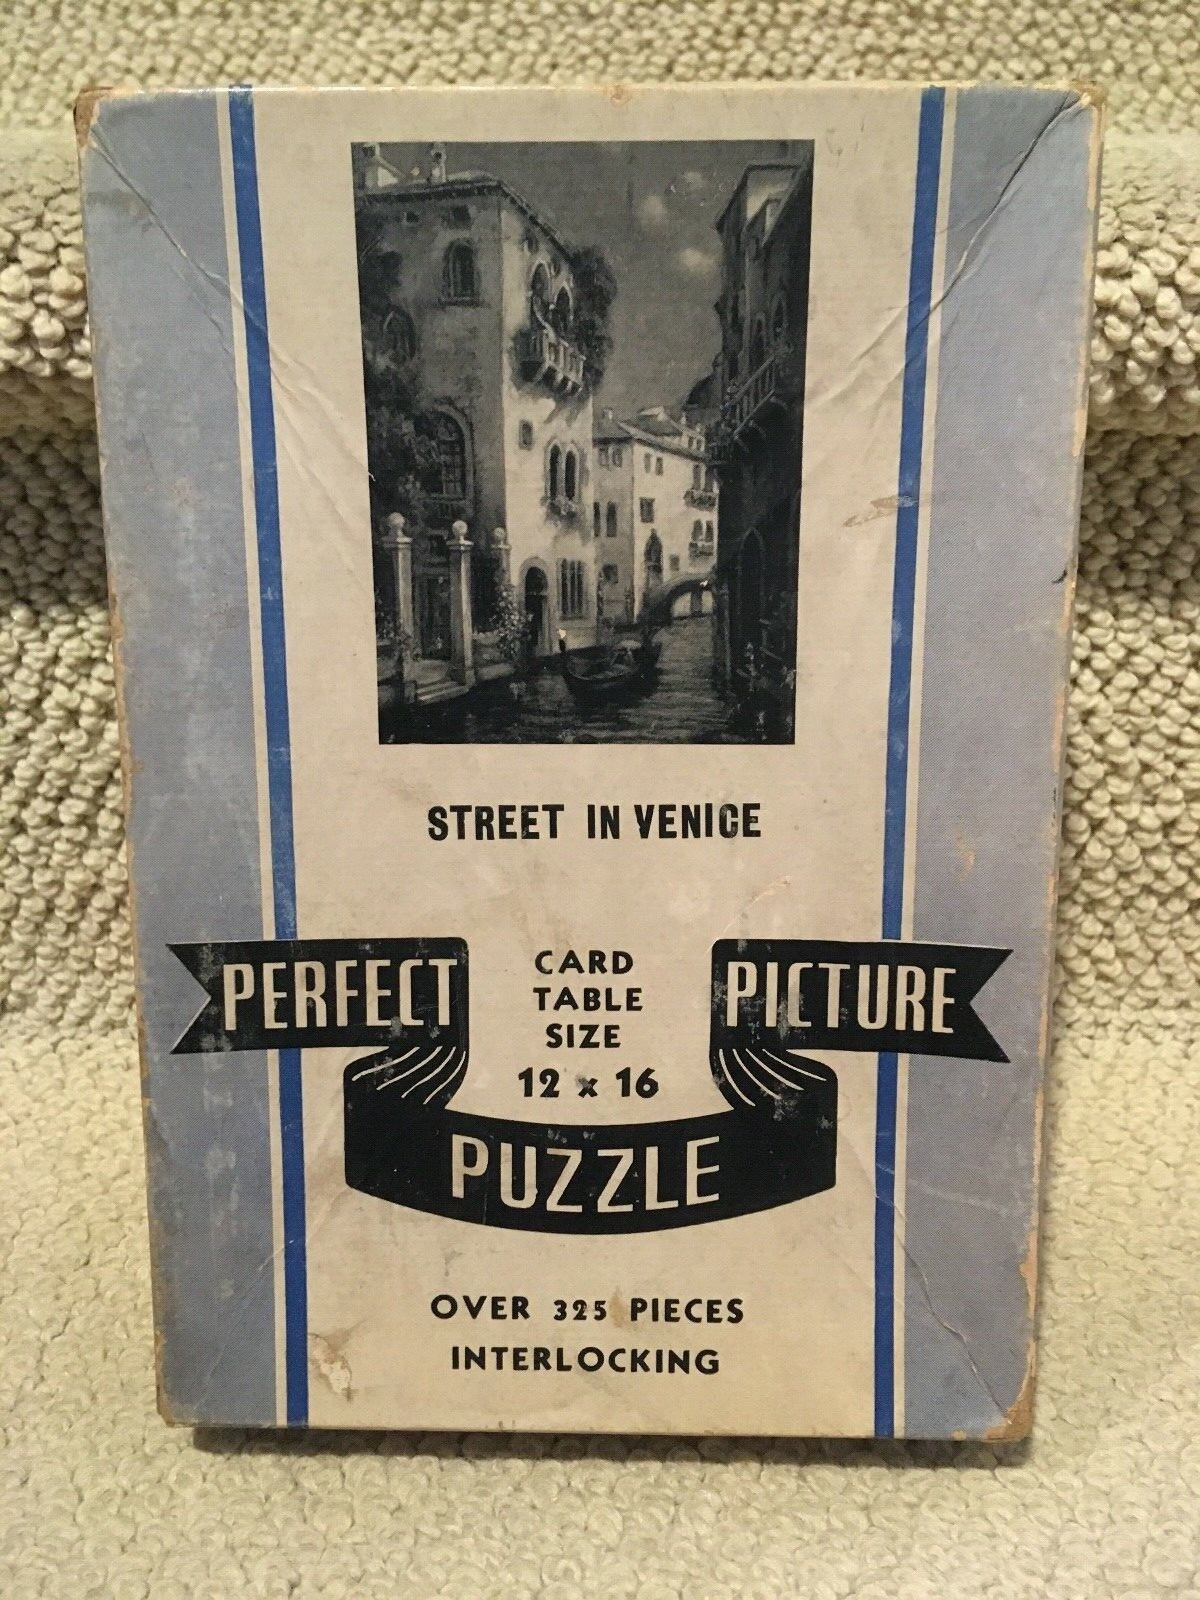 STREET IN VENICE
PERFECT PICTURE
PUZZLE
CARD
TABLE
SIZE
12 x 16
OVER 325 PIECES
INTERLOCKING